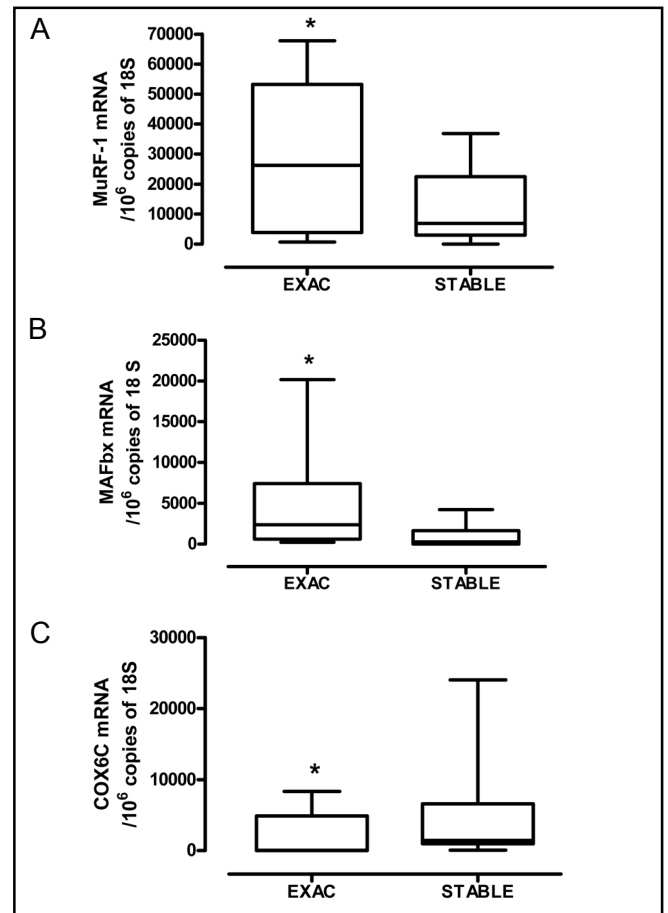 A
MuRF-1 mRNA
/10⁶ copies of 18S
70000
60000
50000
40000
30000
20000
10000
0
*
EXAC
STABLE
B
MAFbx mRNA
/10⁶ copies of 18 S
25000
20000
15000
10000
5000
0
*
EXAC
STABLE
C
COX6C mRNA
/10⁶ copies of 18S
30000
20000
10000
0
*
EXAC
STABLE